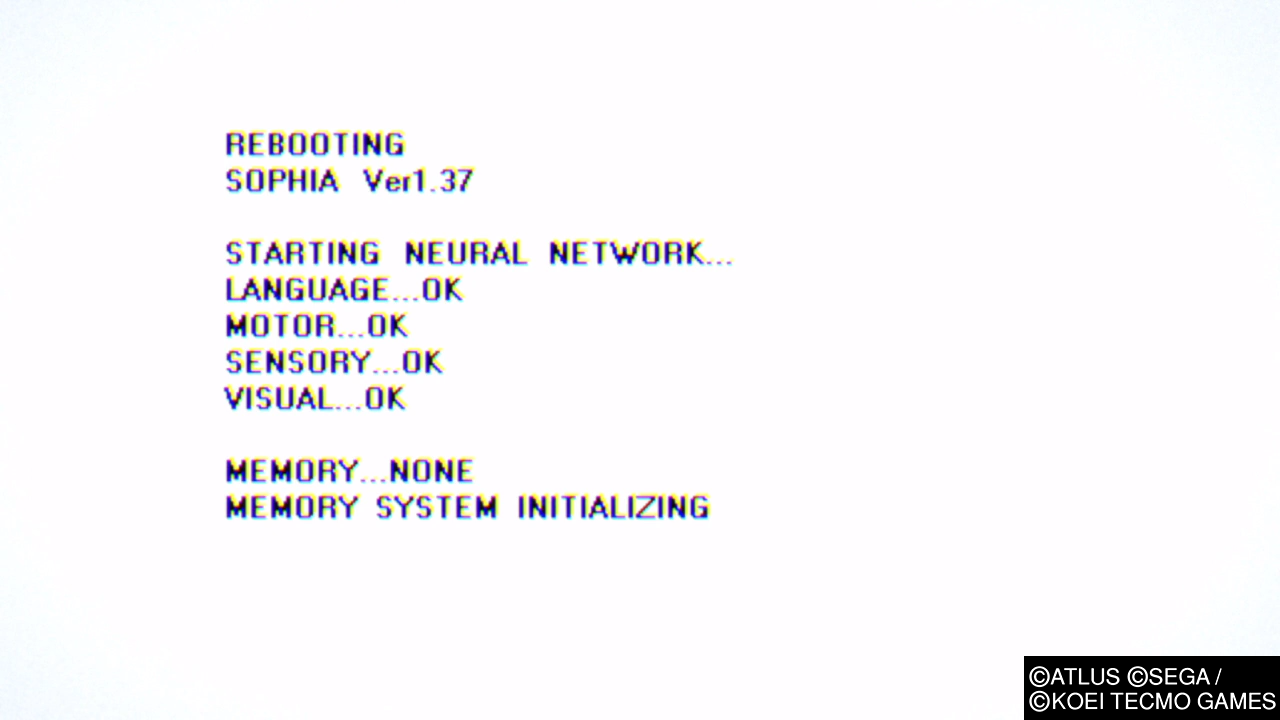 REBOOTING
SOPHIA Ver1.37
STARTING NEURAL NETWORK...
LANGUAGE...OK
MOTOR...OK
SENSORY...OK
VISUAL...OK
MEMORY...NONE
MEMORY SYSTEM INITIALIZING
©ATLUS ©SEGA /
©KOEI TECMO GAMES